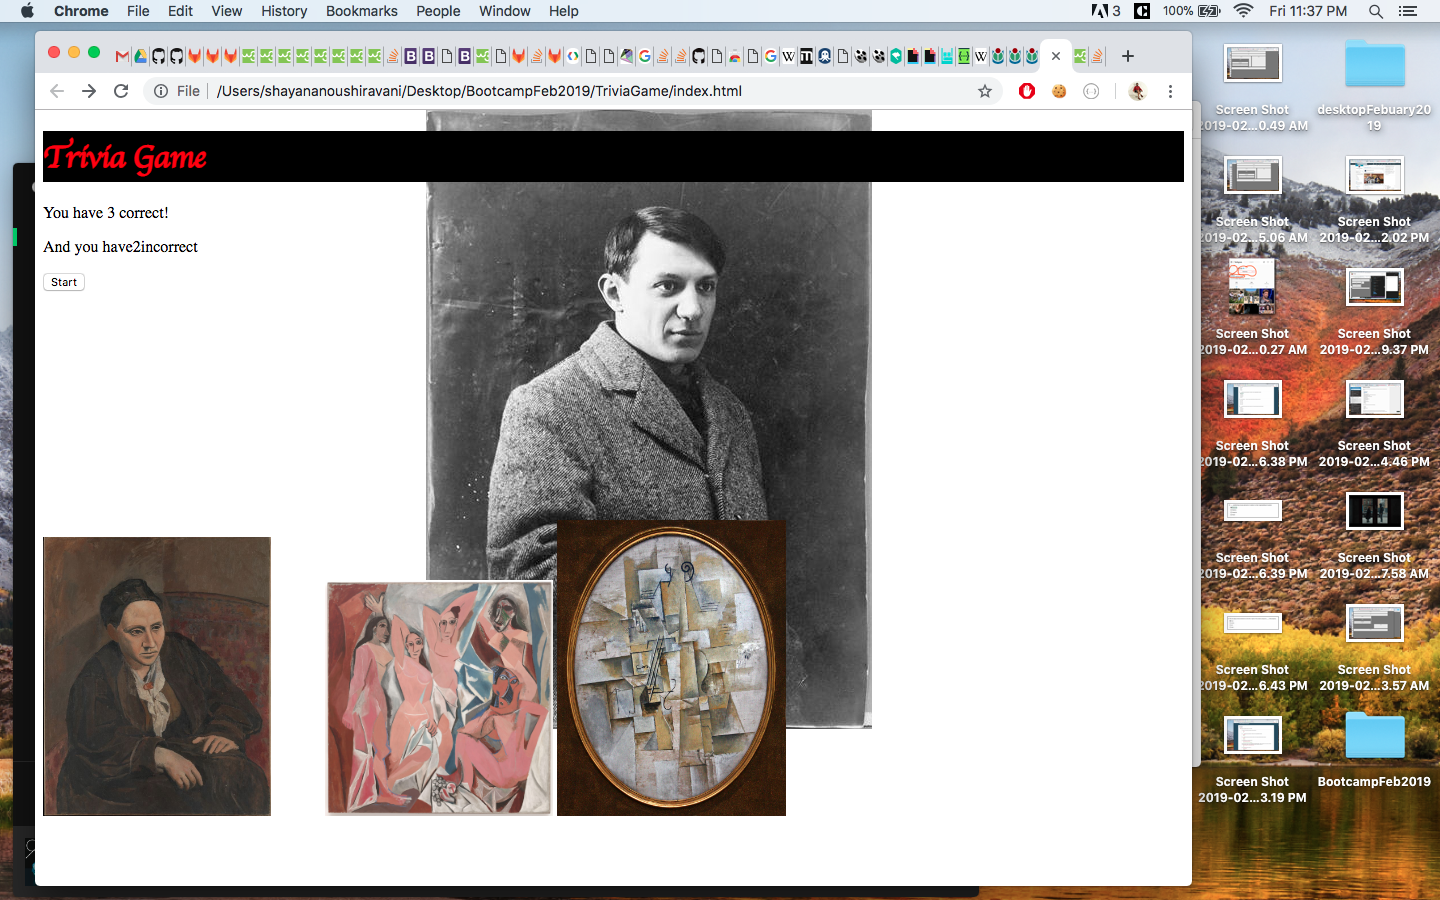 Chrome File Edit View History Bookmarks People Window Help 3 100% Fri 11:37 PM
File /Users/shayananoushiravani/Desktop/BootcampFeb2019/TriviaGame/index.html
Trivia Game
You have 3 correct!
And you have2incorrect
Start
Screen Shot
2019-02...0.49 AM
desktopFebuary20
19
Screen Shot
2019-02...5.06 AM
Screen Shot
2019-02...2.02 PM
Screen Shot
2019-02...0.27 AM
Screen Shot
2019-02...9.37 PM
Screen Shot
2019-02...6.38 PM
Screen Shot
2019-02...4.46 PM
Screen Shot
2019-02...6.39 PM
Screen Shot
2019-02...7.58 AM
Screen Shot
2019-02...6.43 PM
Screen Shot
2019-02...3.57 AM
Screen Shot
2019-02...3.19 PM
BootcampFeb2019